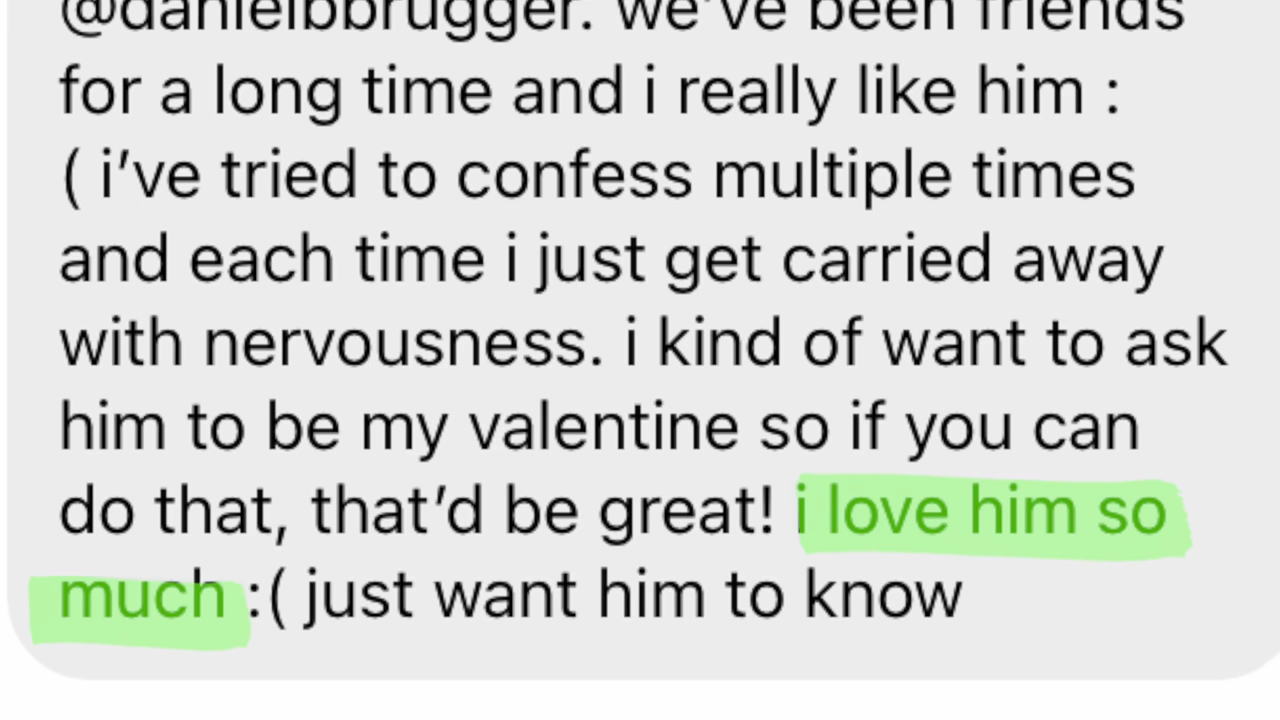 @danielbbrugger. we've been friends
for a long time and i really like him :
( i've tried to confess multiple times
and each time i just get carried away
with nervousness. i kind of want to ask
him to be my valentine so if you can
do that, that'd be great! i love him so
much :( just want him to know